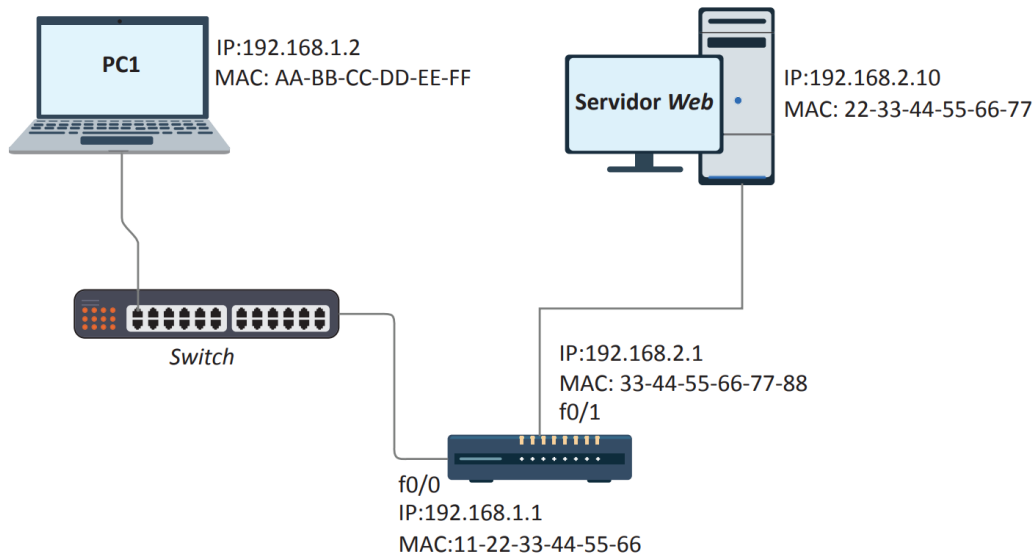 PC1
IP:192.168.1.2
MAC: AA-BB-CC-DD-EE-FF
Servidor Web
IP:192.168.2.10
MAC: 22-33-44-55-66-77
Switch
IP:192.168.2.1
MAC: 33-44-55-66-77-88
f0/1
f0/0
IP:192.168.1.1
MAC:11-22-33-44-55-66